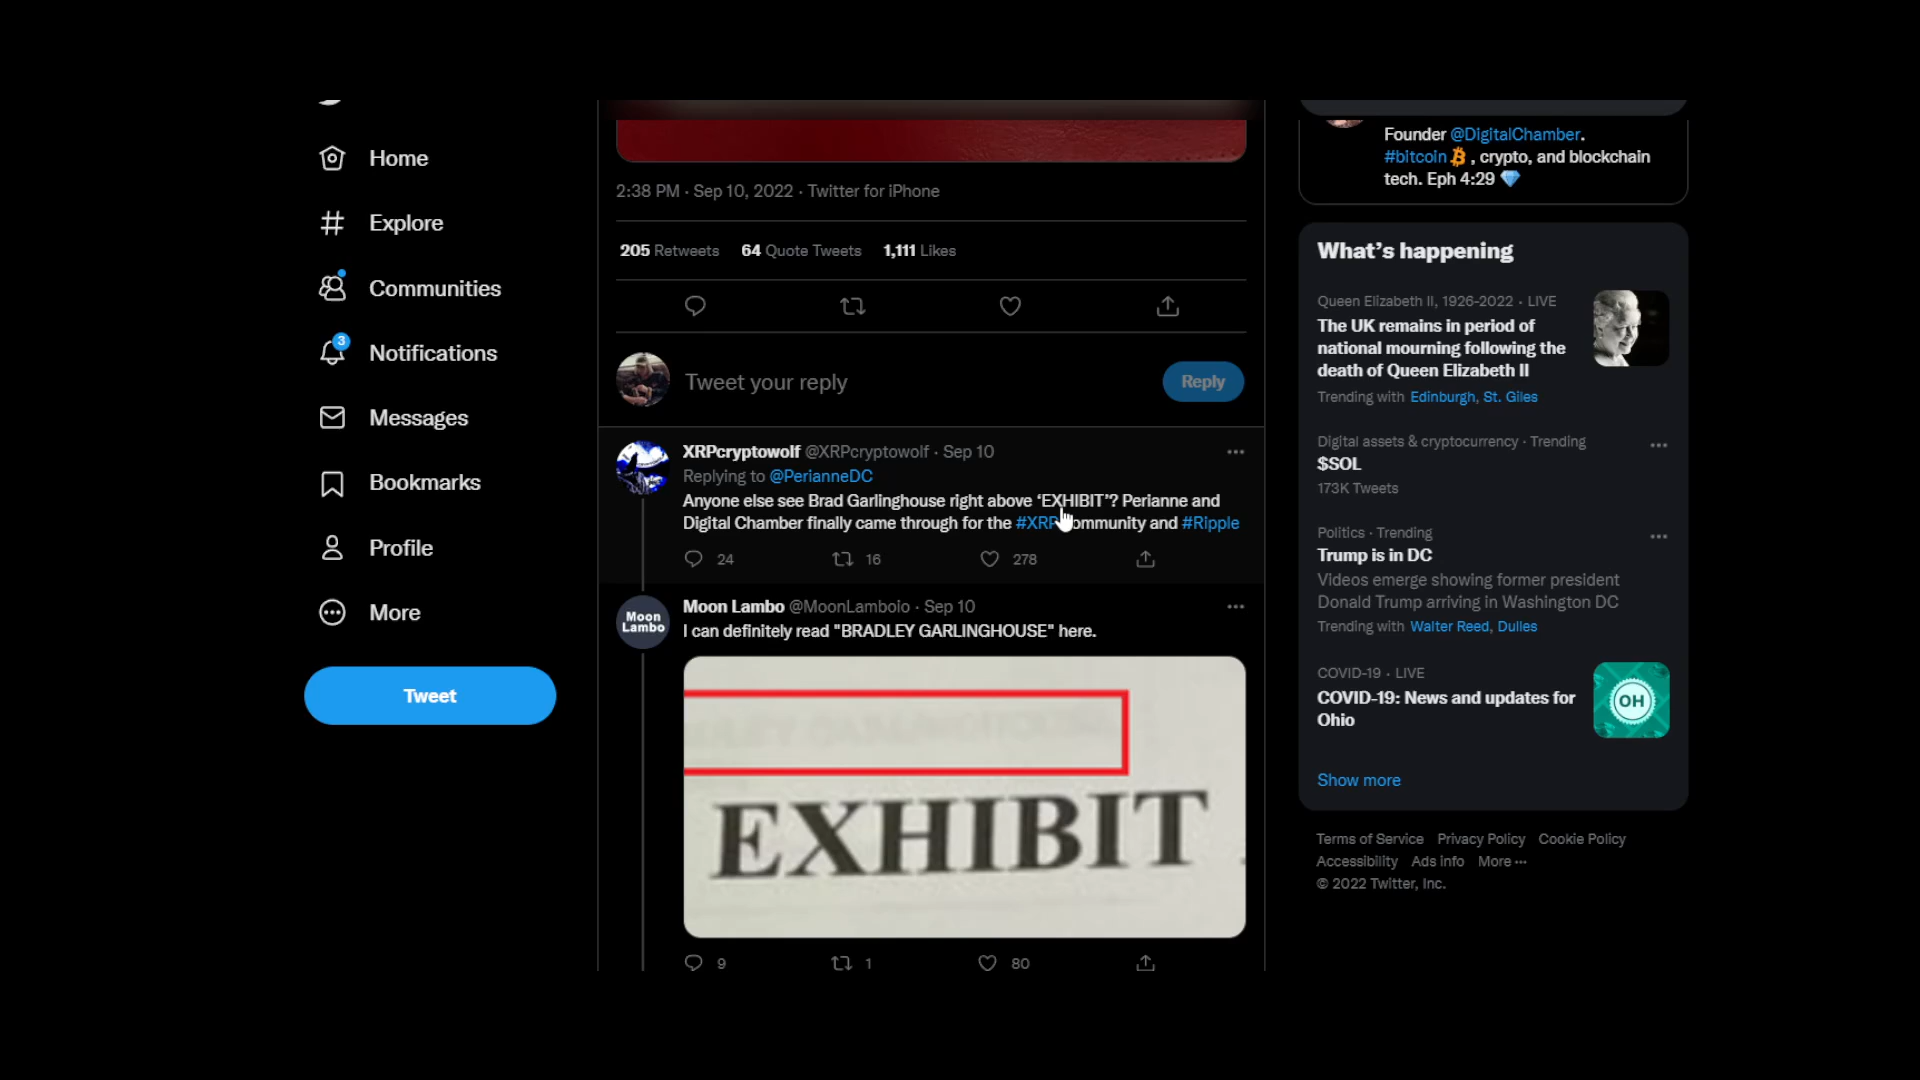 Home
Explore
Communities
3
Notifications
Messages
Bookmarks
Profile
More
Tweet
2:38 PM · Sep 10, 2022 · Twitter for iPhone
205 Retweets 64 Quote Tweets 1,111 Likes
Tweet your reply
Reply
XRPcryptowolf @XRPcryptowolf · Sep 10
Replying to @PerianneDC
Anyone else see Brad Garlinghouse right above ‘EXHIBIT’? Perianne and
Digital Chamber finally came through for the #XRP community and #Ripple
24 16 278
Moon
Lambo
Moon Lambo @MoonLamboio · Sep 10
I can definitely read "BRADLEY GARLINGHOUSE" here.
EXHIBIT
9 1 80
Founder @DigitalChamber.
#bitcoin , crypto, and blockchain
tech. Eph 4:29
What’s happening
Queen Elizabeth II, 1926-2022 · LIVE
The UK remains in period of
national mourning following the
death of Queen Elizabeth II
Trending with Edinburgh, St. Giles
Digital assets & cryptocurrency · Trending
$SOL
173K Tweets
Politics · Trending
Trump is in DC
Videos emerge showing former president
Donald Trump arriving in Washington DC
Trending with Walter Reed, Dulles
COVID-19 · LIVE
COVID-19: News and updates for
Ohio
OH
Show more
Terms of Service Privacy Policy Cookie Policy
Accessibility Ads info More ···
© 2022 Twitter, Inc.